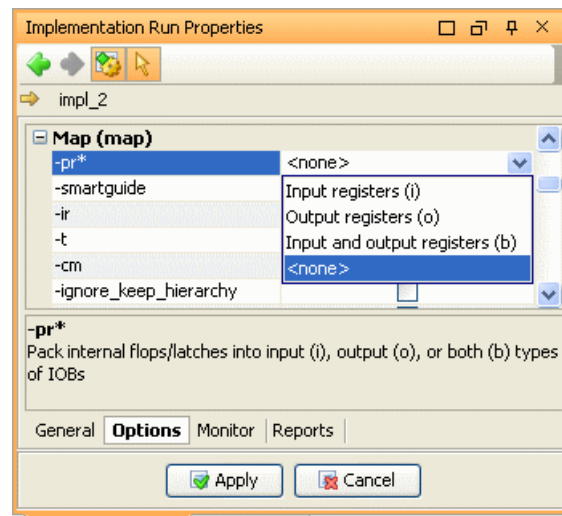 Implementation Run Properties
impl_2
Map (map)
-pr* <none>
-smartguide
Input registers (i)
-ir
Output registers (o)
-t
Input and output registers (b)
-cm
<none>
-ignore_keep_hierarchy
-pr*
Pack internal flops/latches into input (i), output (o), or both (b) types
of IOBs
General Options Monitor Reports
Apply Cancel